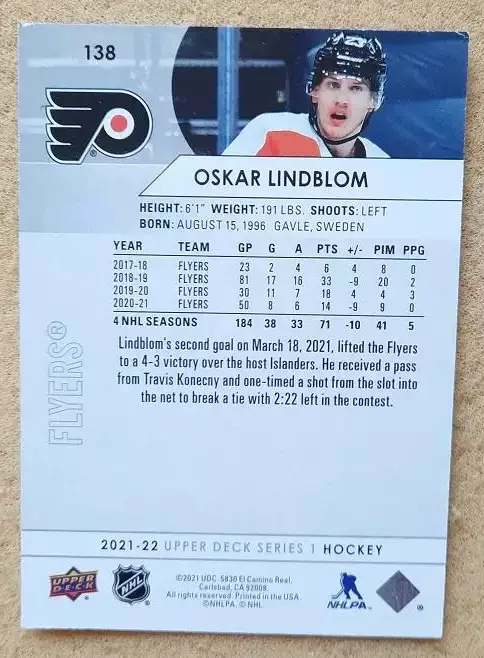 138
OSKAR LINDBLOM
HEIGHT: 6'1" WEIGHT: 191 LBS. SHOOTS: LEFT
BORN: AUGUST 15, 1996 GAVLE, SWEDEN
YEAR TEAM GP G A PTS +/- PIM PPG
2017-18 FLYERS 23 2 4 6 4 8 0
2018-19 FLYERS 81 17 16 33 -9 20 2
2019-20 FLYERS 30 11 7 18 4 4 3
2020-21 FLYERS 50 8 6 14 -9 9 0
4 NHL SEASONS 184 38 33 71 -10 41 5
Lindblom's second goal on March 18, 2021, lifted the Flyers
to a 4-3 victory over the host Islanders. He received a pass
from Travis Konecny and one-timed a shot from the slot into
the net to break a tie with 2:22 left in the contest.
FLYERS®
2021-22 UPPER DECK SERIES 1 HOCKEY
UPPER DECK
NHL
©2021 UDC. 5830 El Camino Real,
Carlsbad, CA 92008.
All rights reserved. Printed in the USA.
©NHLPA. © NHL.
NHLPA
®